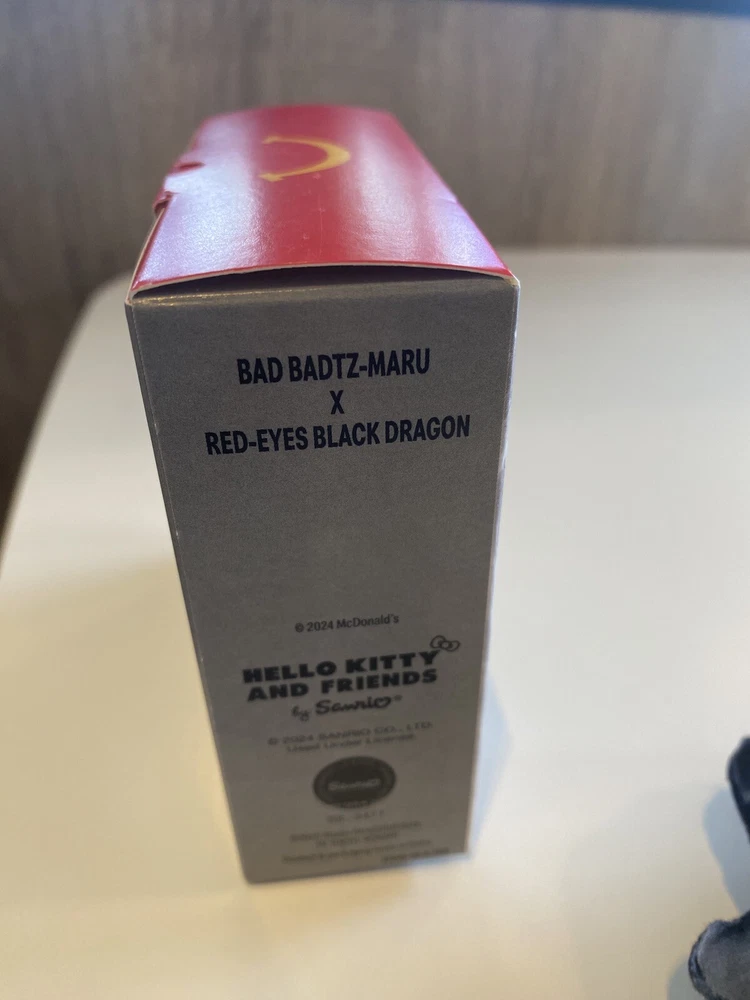 BAD BADTZ-MARU
X
RED-EYES BLACK DRAGON
© 2024 McDonald's
HELLO KITTY
AND FRIENDS
by Sanrio®
© 2024 SANRIO CO., LTD.
Used Under License.
Sanrio